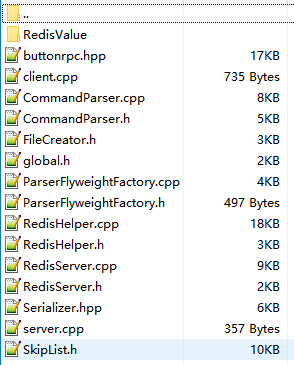 ..
RedisValue
buttonrpc.hpp 17KB
client.cpp 735 Bytes
CommandParser.cpp 8KB
CommandParser.h 5KB
FileCreator.h 3KB
global.h 2KB
ParserFlyweightFactory.cpp 4KB
ParserFlyweightFactory.h 497 Bytes
RedisHelper.cpp 18KB
RedisHelper.h 3KB
RedisServer.cpp 9KB
RedisServer.h 2KB
Serializer.hpp 6KB
server.cpp 357 Bytes
SkipList.h 10KB